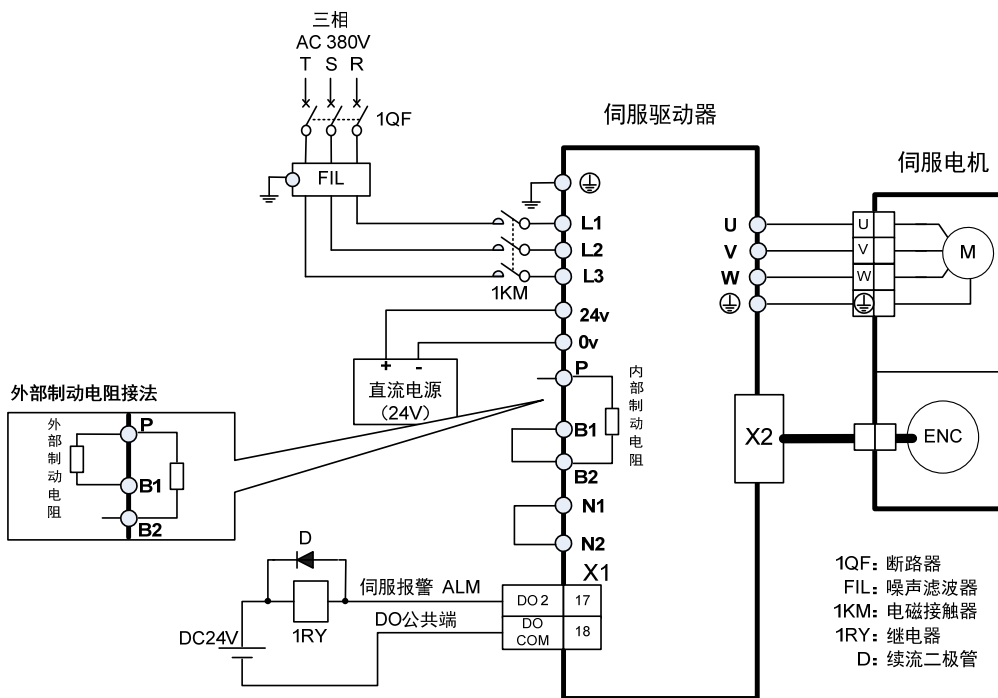 三相
AC 380V
T S R
1QF
FIL
伺服驱动器
伺服电机
L1
L2
L3
1KM
24v
0v
+ -
直流电源
(24V)
P
B1
B2
内部制动电阻
N1
N2
U
V
W
U
V
W
M
X2
ENC
外部制动电阻接法
外部制动电阻
P
B1
B2
D
伺服报警 ALM
1RY
DO公共端
DC24V
X1
DO 2 17
DO
COM 18
1QF: 断路器
FIL: 噪声滤波器
1KM: 电磁接触器
1RY: 继电器
D: 续流二极管